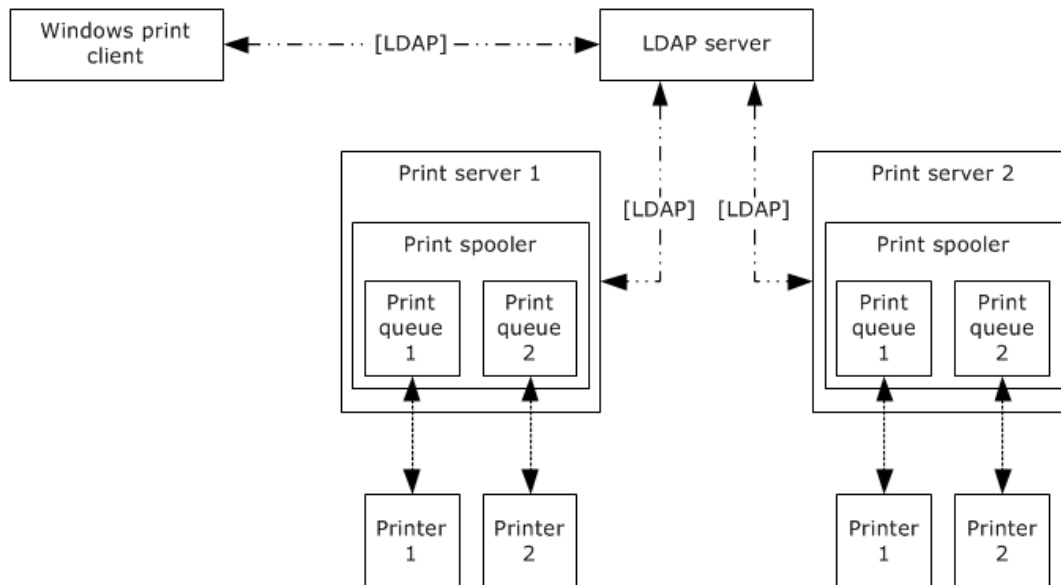 Windows print
client
[LDAP]
LDAP server
Print server 1
Print server 2
[LDAP]
[LDAP]
Print spooler
Print spooler
Print
queue
1
Print
queue
2
Print
queue
1
Print
queue
2
Printer
1
Printer
2
Printer
1
Printer
2